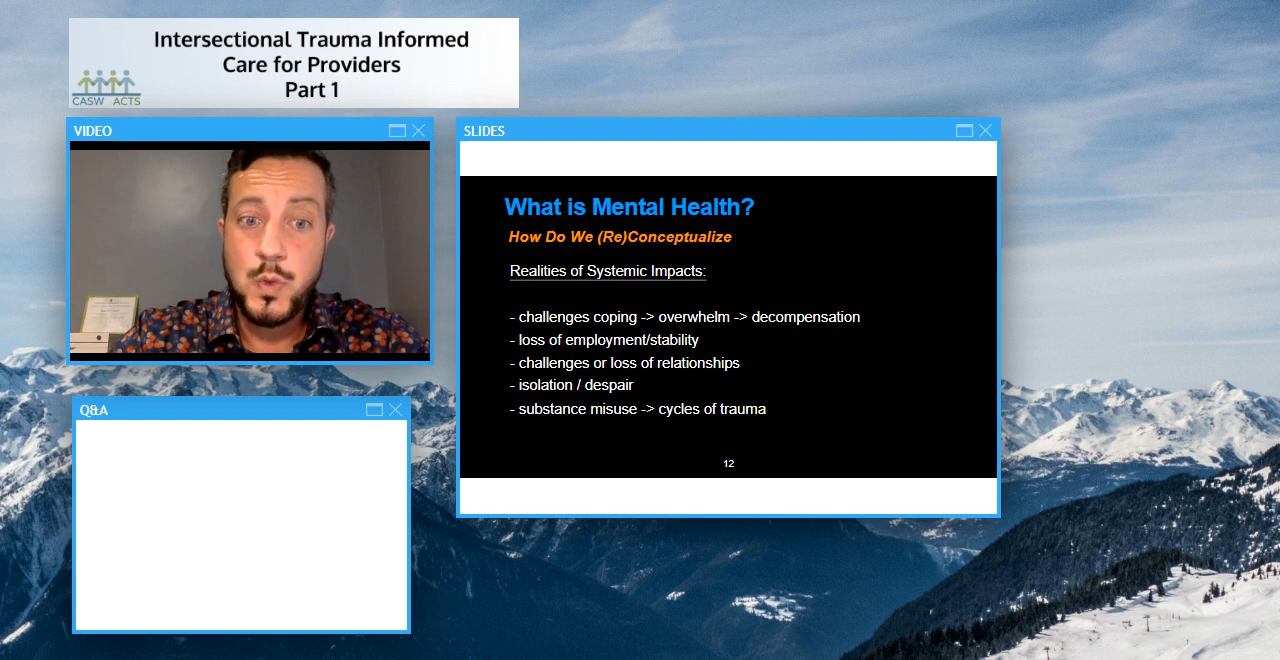 Intersectional Trauma Informed
Care for Providers
Part 1
CASW ACTS
VIDEO
SLIDES
What is Mental Health?
How Do We (Re)Conceptualize
Realities of Systemic Impacts:
- challenges coping -> overwhelm -> decompensation
- loss of employment/stability
- challenges or loss of relationships
- isolation / despair
- substance misuse -> cycles of trauma
12
Q&A